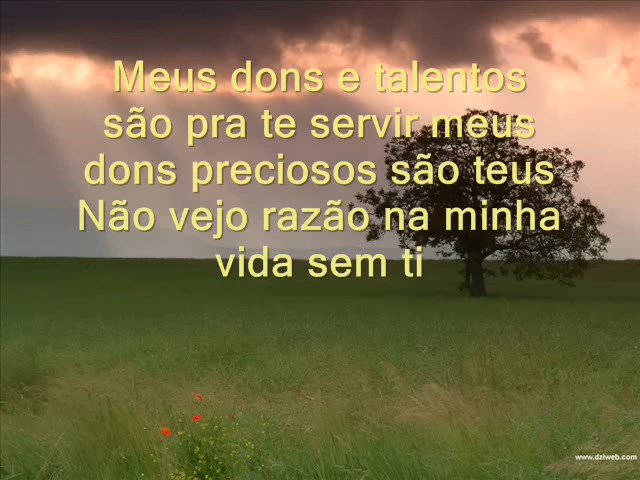 Meus dons e talentos
são pra te servir meus
dons preciosos são teus
Não vejo razão na minha
vida sem ti
www.dziweb.com